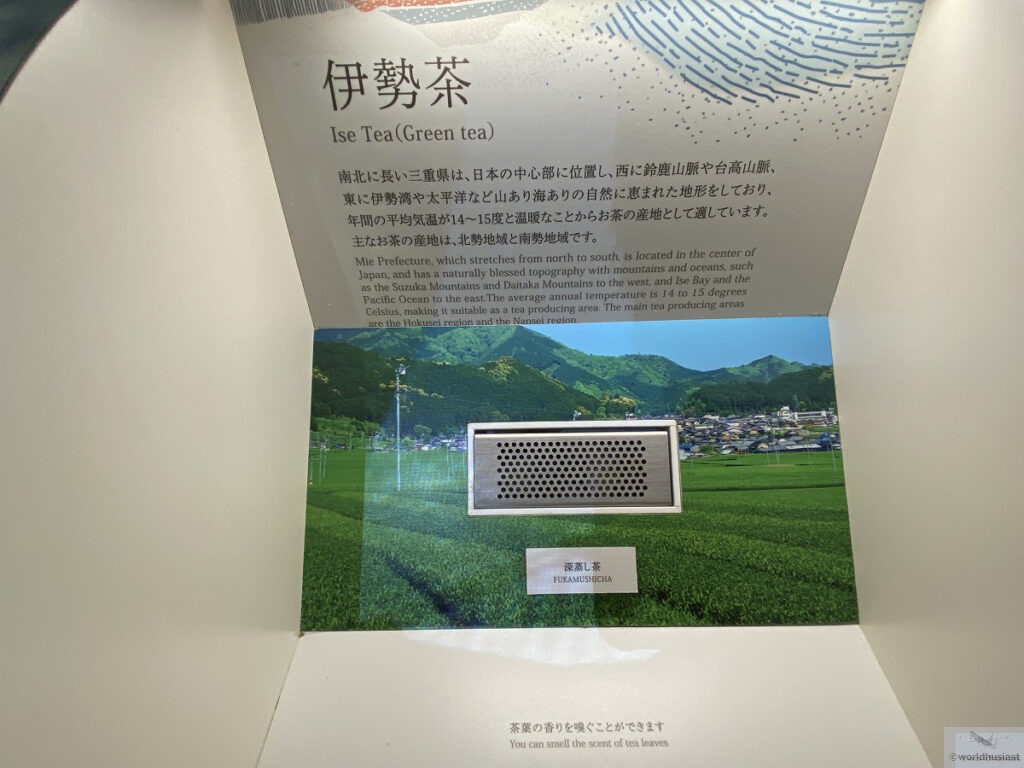 伊勢茶
Ise Tea(Green tea)
南北に長い三重県は、日本の中心部に位置し、西に鈴鹿山脈や台高山脈、
東に伊勢湾や太平洋など山あり海ありの自然に恵まれた地形をしており、
年間の平均気温が14〜15度と温暖なことからお茶の産地として適しています。
主なお茶の産地は、北勢地域と南勢地域です。
Mie Prefecture, which stretches from north to south, is located in the center of
Japan, and has a naturally blessed topography with mountains and oceans, such
as the Suzuka Mountains and Daitaka Mountains to the west, and Ise Bay and the
Pacific Ocean to the east.The average annual temperature is 14 to 15 degrees
Celsius, making it suitable as a tea producing area. The main tea producing areas
are the Hokusei region and the Nansei region.
深蒸し茶
FUKAMUSHICHA
茶葉の香りを嗅ぐことができます
You can smell the scent of tea leaves
©worldhusiast